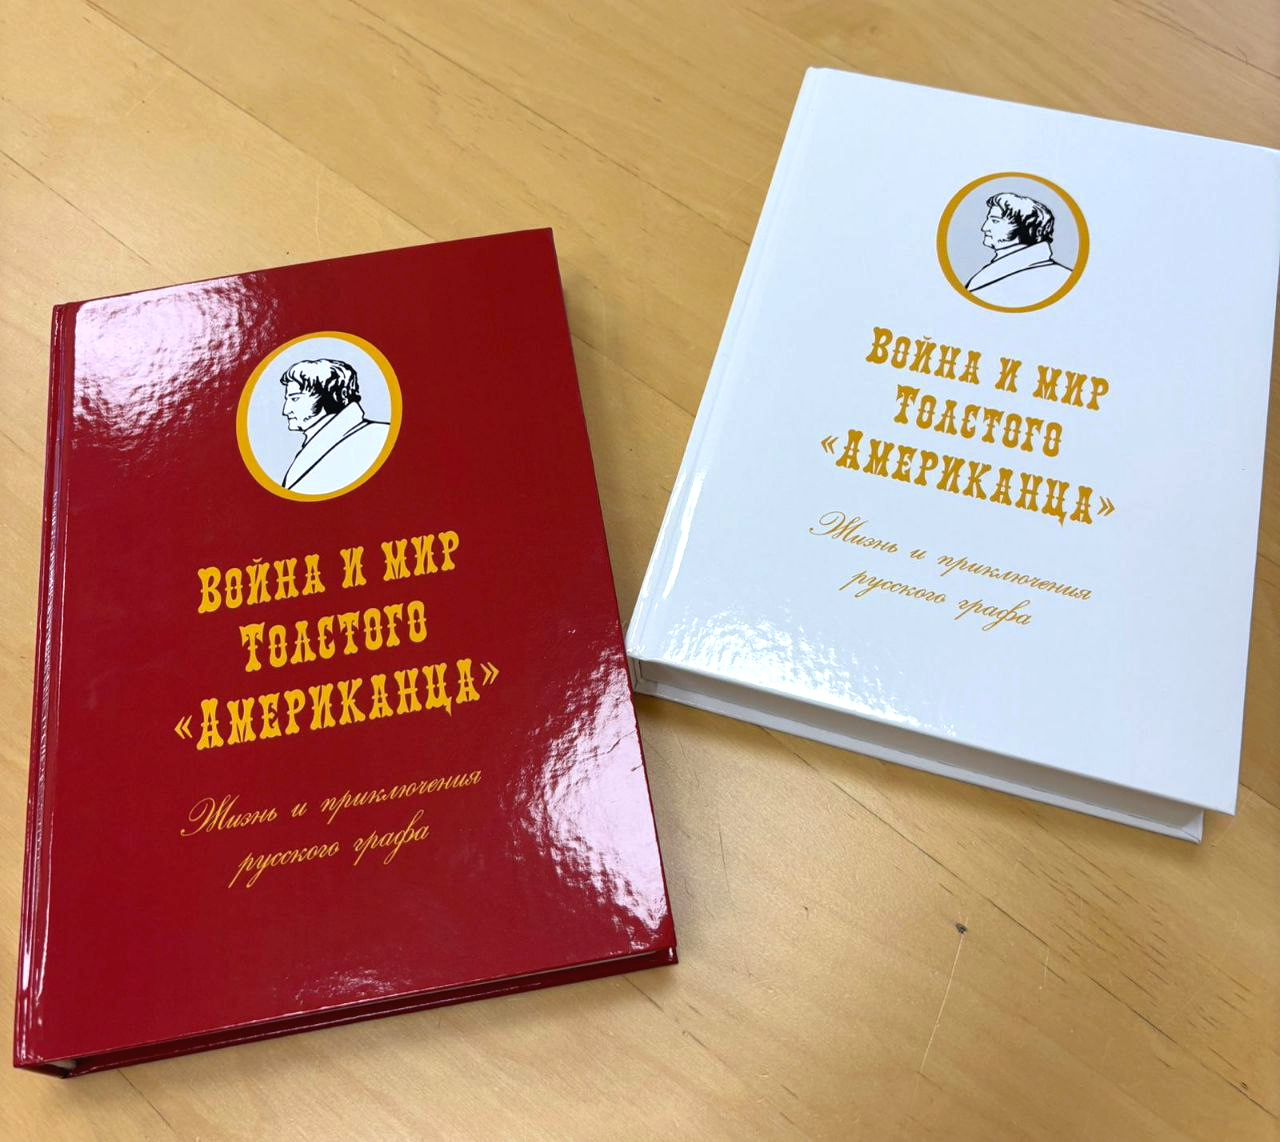 Война и мир
Толстого
«Американца»
Жизнь и приключения
русского графа
Война и мир
Толстого
«Американца»
Жизнь и приключения
русского графа